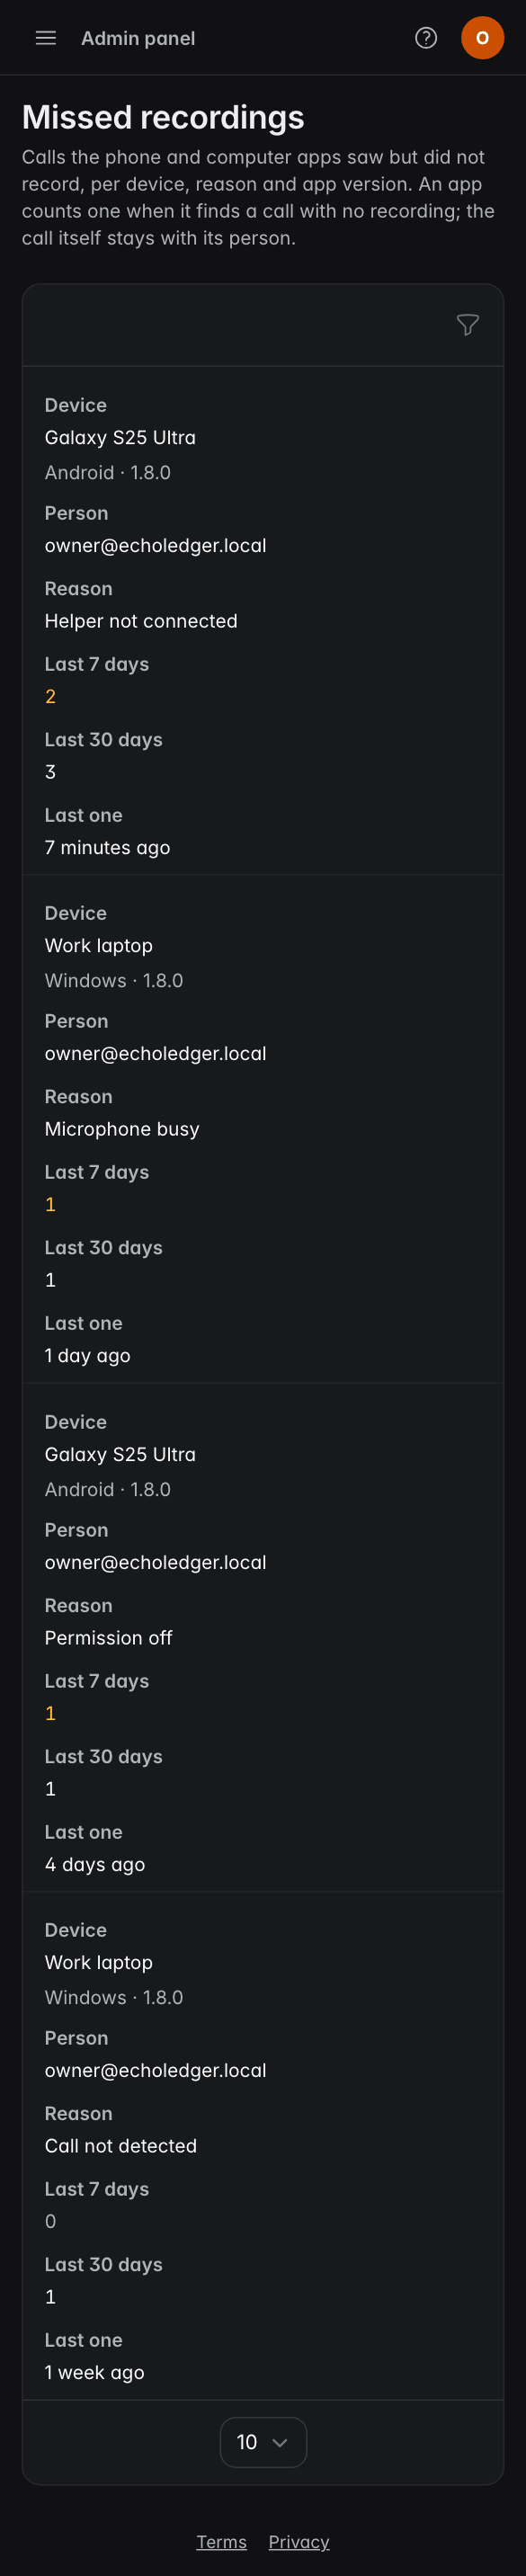 Admin panel
O
Missed recordings
Calls the phone and computer apps saw but did not
record, per device, reason and app version. An app
counts one when it finds a call with no recording; the
call itself stays with its person.
Device
Galaxy S25 Ultra
Android · 1.8.0
Person
owner@echoledger.local
Reason
Helper not connected
Last 7 days
2
Last 30 days
3
Last one
7 minutes ago
Device
Work laptop
Windows · 1.8.0
Person
owner@echoledger.local
Reason
Microphone busy
Last 7 days
1
Last 30 days
1
Last one
1 day ago
Device
Galaxy S25 Ultra
Android · 1.8.0
Person
owner@echoledger.local
Reason
Permission off
Last 7 days
1
Last 30 days
1
Last one
4 days ago
Device
Work laptop
Windows · 1.8.0
Person
owner@echoledger.local
Reason
Call not detected
Last 7 days
0
Last 30 days
1
Last one
1 week ago
10
Terms Privacy